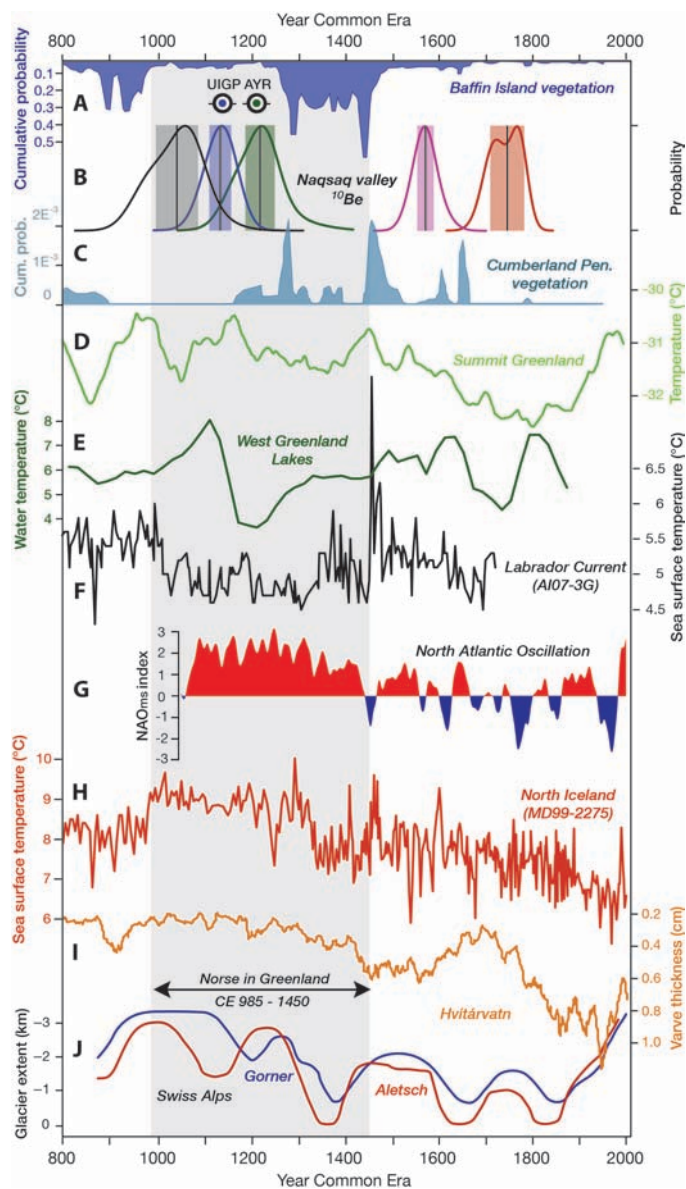 Year Common Era
800 1000 1200 1400 1600 1800 2000
Cumulative probability
0.1
0.2
0.3
0.4
0.5
A
UIGP AYR
Baffin Island vegetation
B
Naqsaq valley
10Be
Probability
Cum. prob.
2E-3
1E-3
0
C
Cumberland Pen.
vegetation
D
Summit Greenland
-30
-31
-32
Temperature (°C)
Water temperature (°C)
8
7
6
5
4
E
West Greenland
Lakes
F
Labrador Current
(AI07-3G)
6.5
6
5.5
5
4.5
Sea surface temperature (°C)
G
NAOms index
3
2
1
0
-1
-2
-3
North Atlantic Oscillation
Sea surface temperature (°C)
10
9
8
7
6
H
North Iceland
(MD99-2275)
I
Norse in Greenland
CE 985 - 1450
Hvítárvatn
0.2
0.4
0.6
0.8
1.0
Varve thickness (cm)
J
Glacier extent (km)
–3
–2
–1
0
Swiss Alps
Gorner
Aletsch
800 1000 1200 1400 1600 1800 2000
Year Common Era